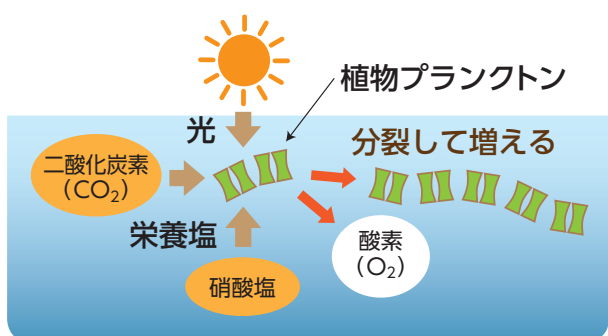 植物プランクトン
光
分裂して増える
二酸化炭素
（CO₂）
栄養塩
酸素
（O₂）
硝酸塩